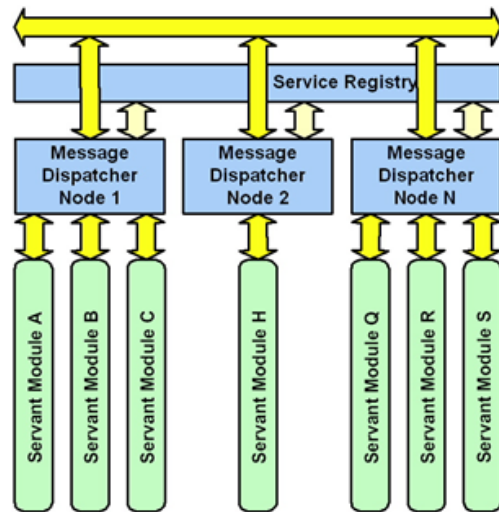 Service Registry
Message
Dispatcher
Node 1
Message
Dispatcher
Node 2
Message
Dispatcher
Node N
Servant Module A
Servant Module B
Servant Module C
Servant Module H
Servant Module Q
Servant Module R
Servant Module S